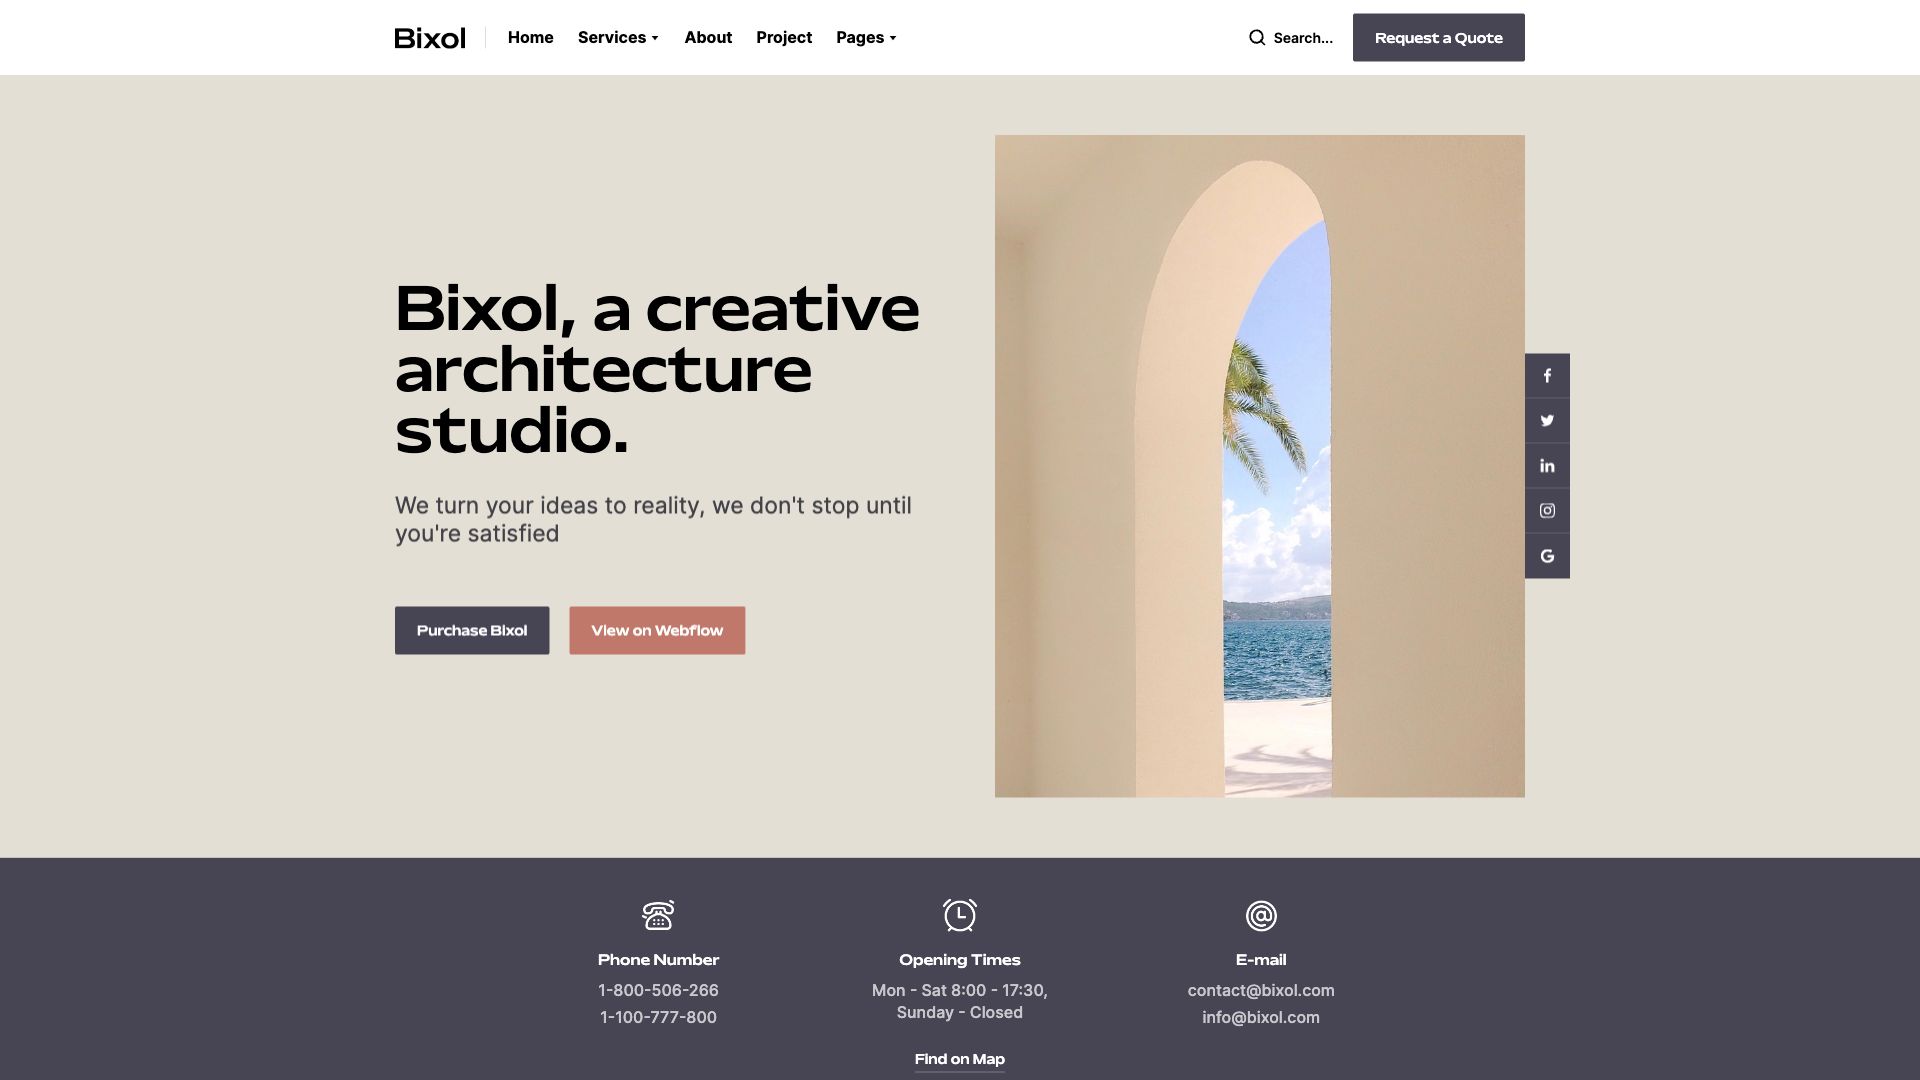 Bixol
Home
Services
About
Project
Pages
Search...
Request a Quote
Bixol, a creative
architecture
studio.
We turn your ideas to reality, we don't stop until
you're satisfied
Purchase Bixol
View on Webflow
Phone Number
1-800-506-266
1-100-777-800
Opening Times
Mon - Sat 8:00 - 17:30,
Sunday - Closed
Find on Map
E-mail
contact@bixol.com
info@bixol.com